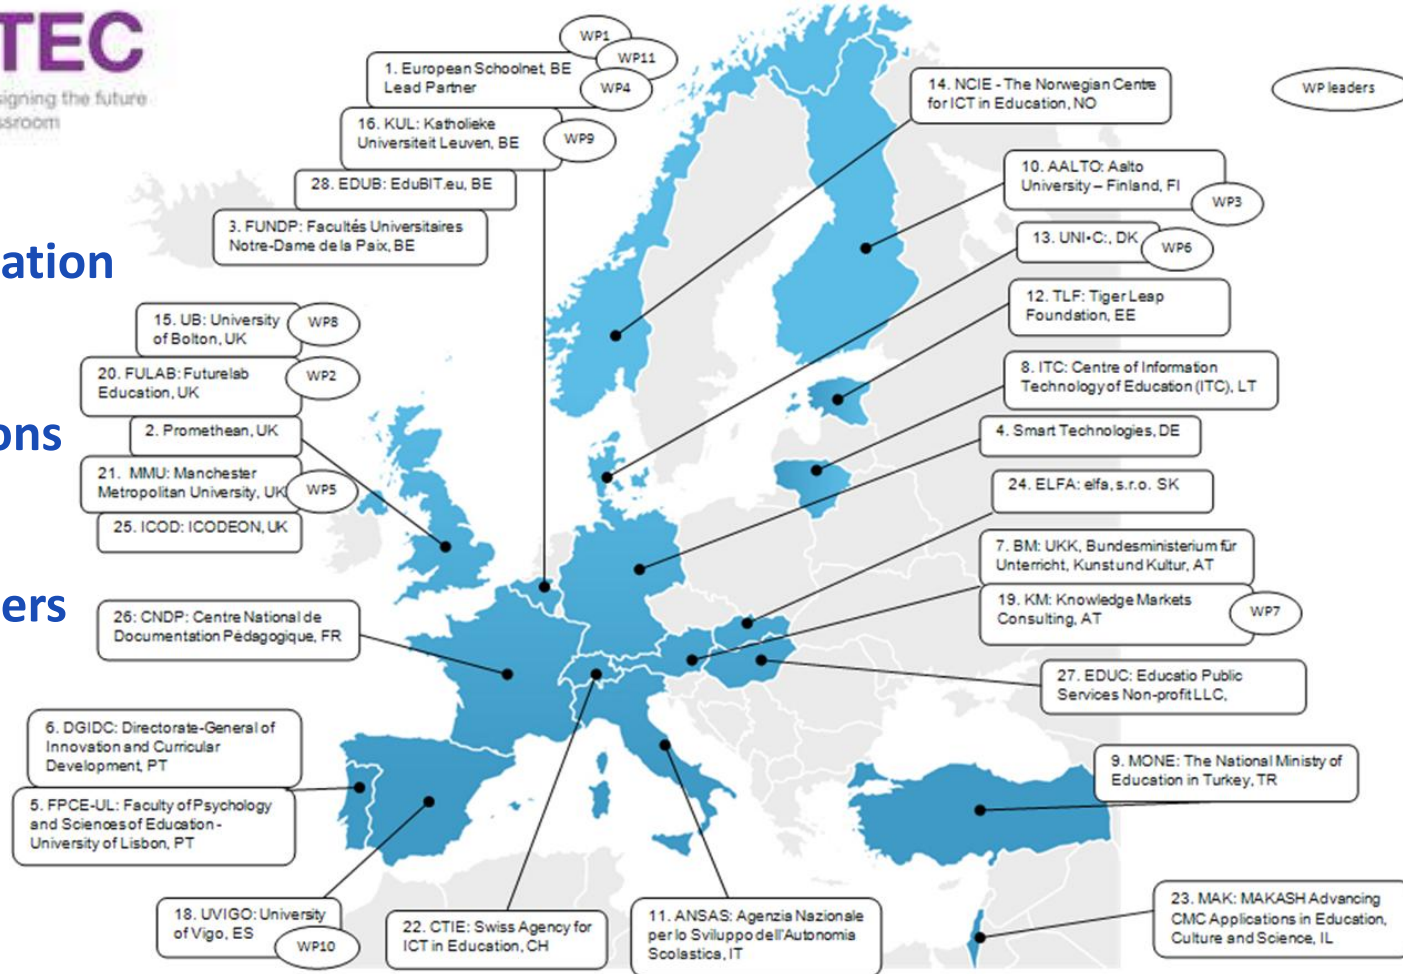 TEC
signing the future
ssroom
ation
ons
ers
WP1
WP11
1. European Schoolnet, BE
Lead Partner
WP4
16. KUL: Katholieke
Universiteit Leuven, BE
WP9
28. EDUB: EduBIT.eu, BE
3. FUNDP: Facultés Universitaires
Notre-Dame de la Paix, BE
15. UB: University
of Bolton, UK
WP8
20. FULAB: Futurelab
Education, UK
WP2
2. Promethean, UK
21. MMU: Manchester
Metropolitan University, UK
WP5
25. ICOD: ICODEON, UK
26: CNDP: Centre National de
Documentation Pédagogique, FR
6. DGIDC: Directorate-General of
Innovation and Curricular
Development, PT
5. FPCE-UL: Faculty of Psychology
and Sciences of Education -
University of Lisbon, PT
18. UVIGO: University
of Vigo, ES
WP10
22. CTIE: Swiss Agency for
ICT in Education, CH
11. ANSAS: Agenzia Nazionale
per lo Sviluppo dell'Autonomia
Scolastica, IT
WP leaders
14. NCIE - The Norwegian Centre
for ICT in Education, NO
10. AALTO: Aalto
University – Finland, FI
WP3
13. UNI•C:, DK
WP6
12. TLF: Tiger Leap
Foundation, EE
8. ITC: Centre of Information
Technology of Education (ITC), LT
4. Smart Technologies, DE
24. ELFA: elfa, s.r.o. SK
7. BM: UKK, Bundesministerium für
Unterricht, Kunst und Kultur, AT
19. KM: Knowledge Markets
Consulting, AT
WP7
27. EDUC: Educatio Public
Services Non-profit LLC,
9. MONE: The National Ministry of
Education in Turkey, TR
23. MAK: MAKASH Advancing
CMC Applications in Education,
Culture and Science, IL